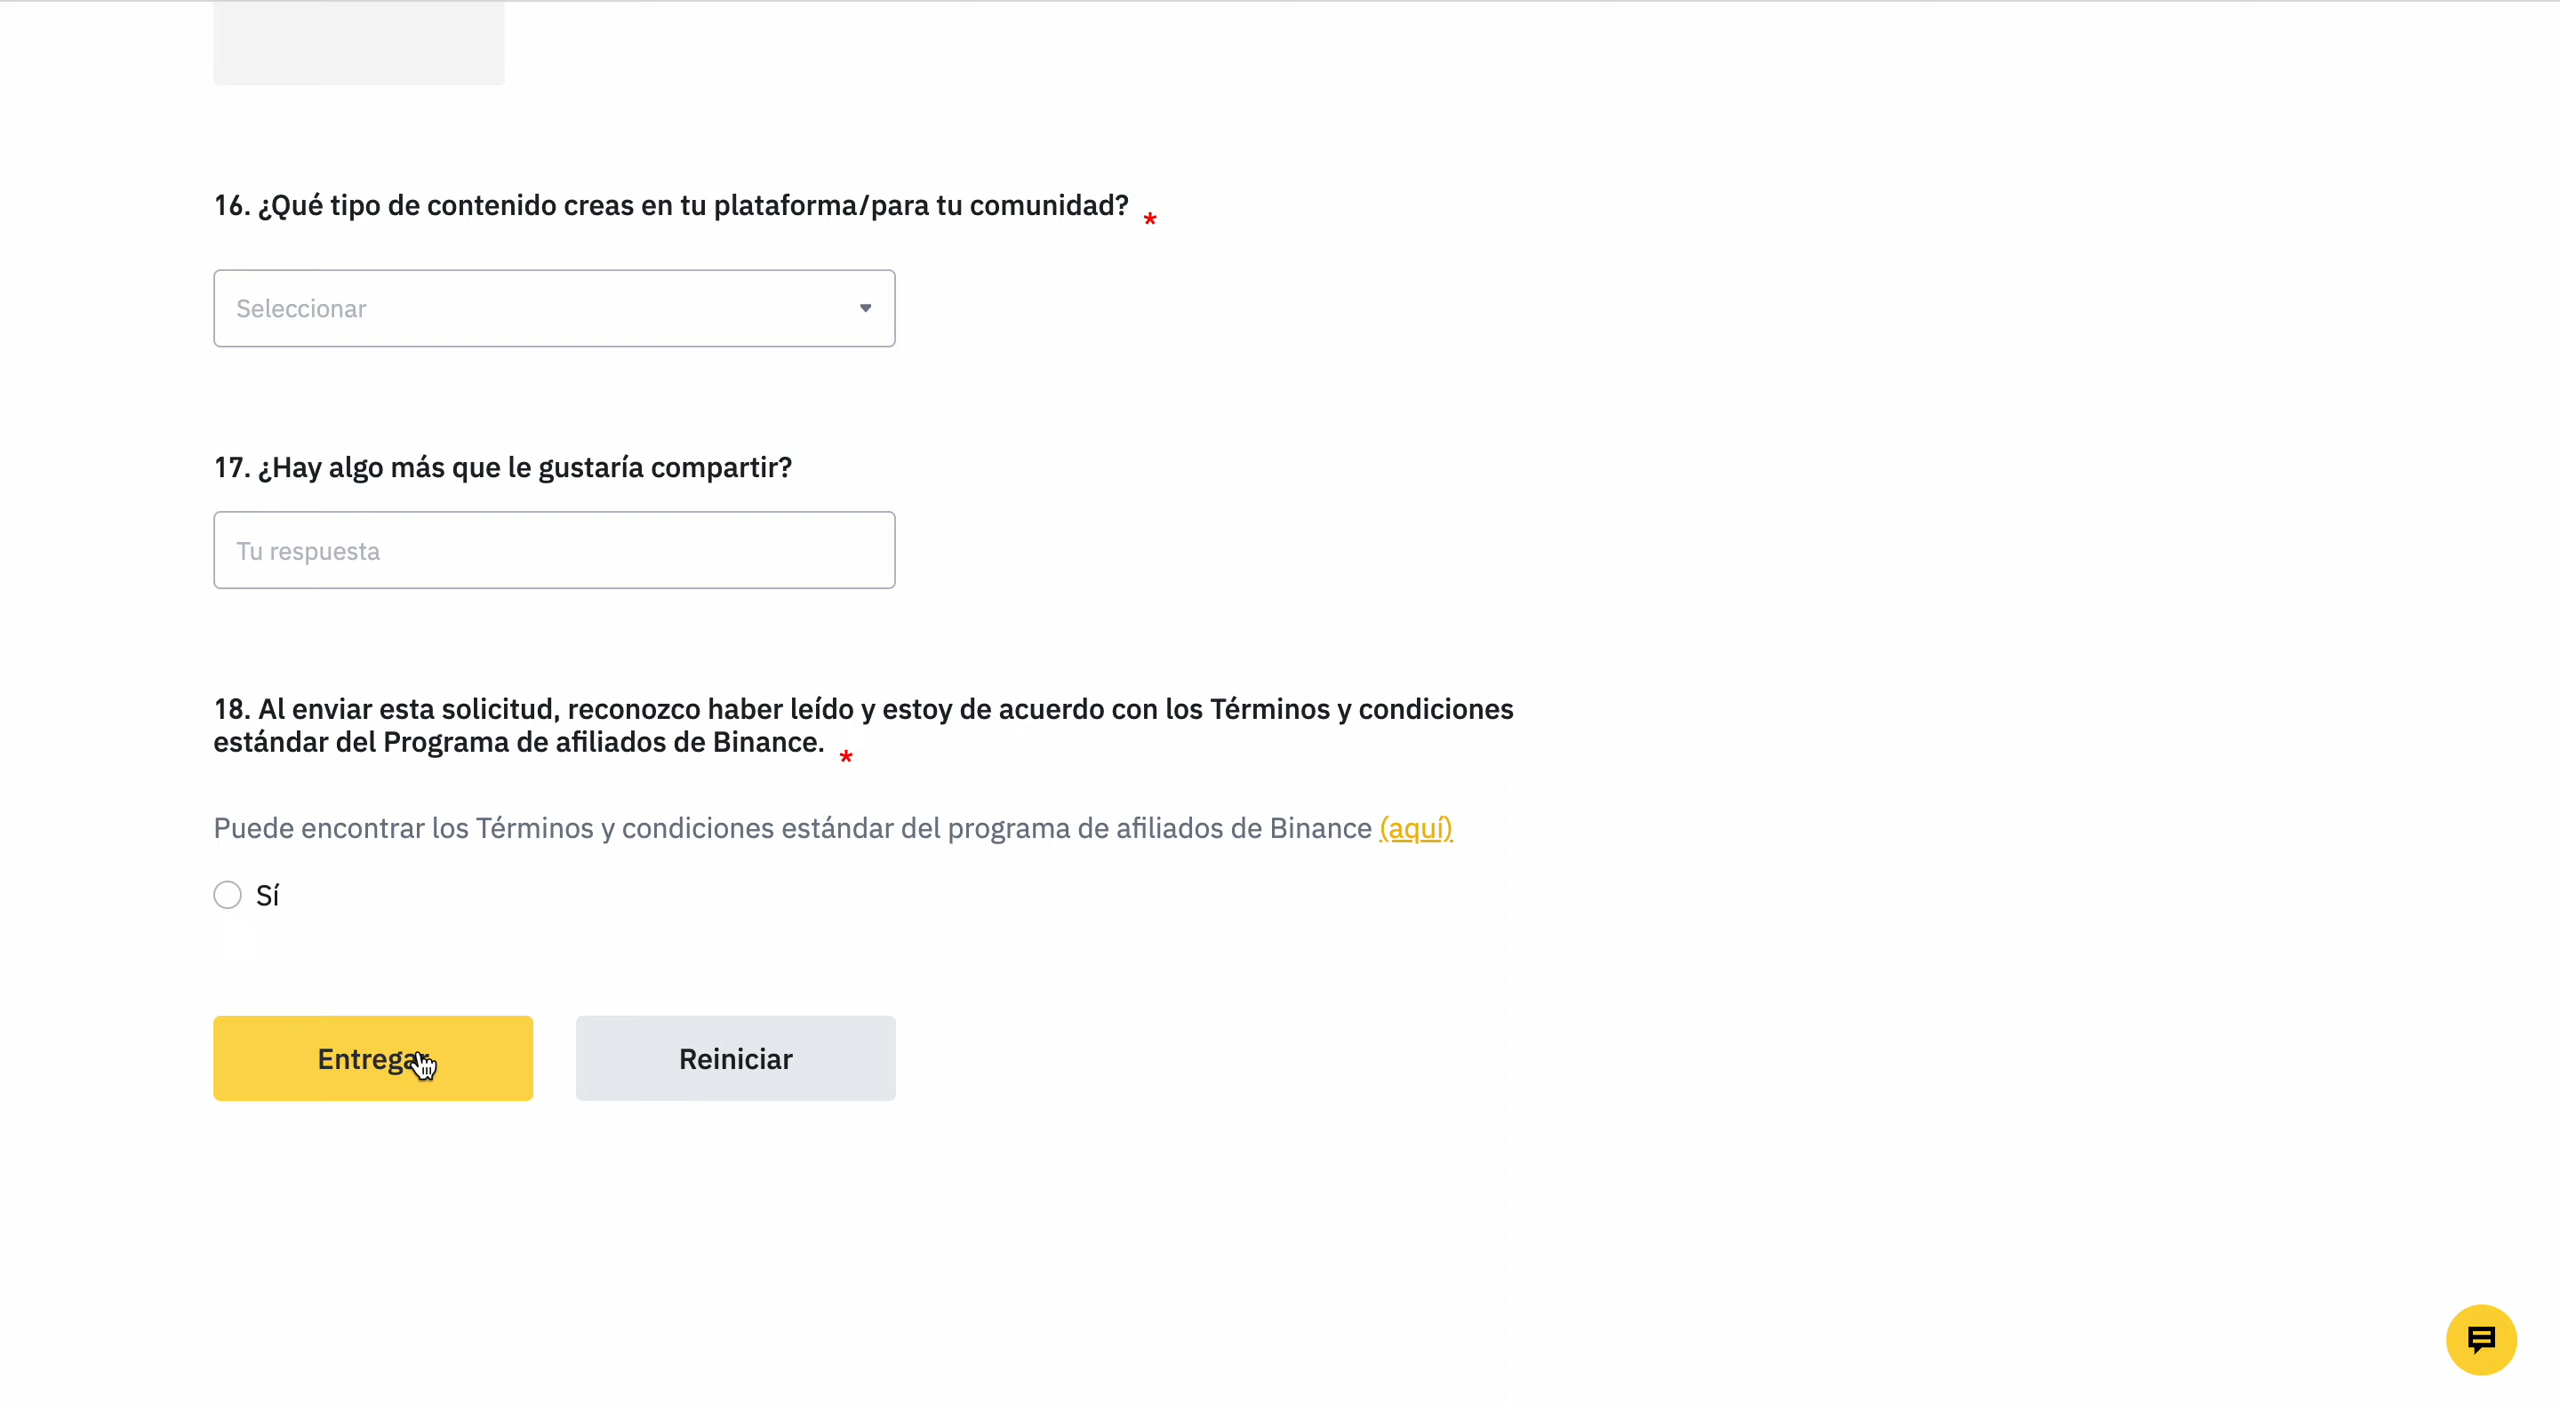 16. ¿Qué tipo de contenido creas en tu plataforma/para tu comunidad? *
Seleccionar
17. ¿Hay algo más que le gustaría compartir?
Tu respuesta
18. Al enviar esta solicitud, reconozco haber leído y estoy de acuerdo con los Términos y condiciones
estándar del Programa de afiliados de Binance. *
Puede encontrar los Términos y condiciones estándar del programa de afiliados de Binance (aquí)
Sí
Entregar
Reiniciar